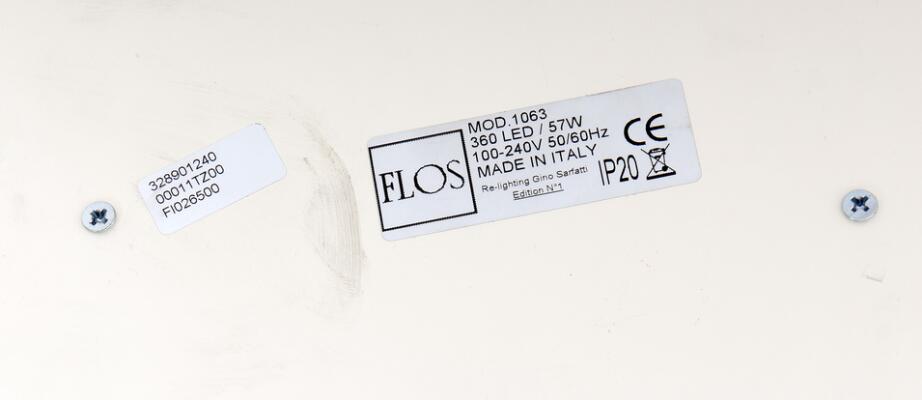 328901240
00011TZ00
FI026500
FLOS
MOD.1063
360 LED / 57W
100-240V 50/60Hz
MADE IN ITALY
Re-lighting Gino Sarfatti
Edition N°1
IP20
CE